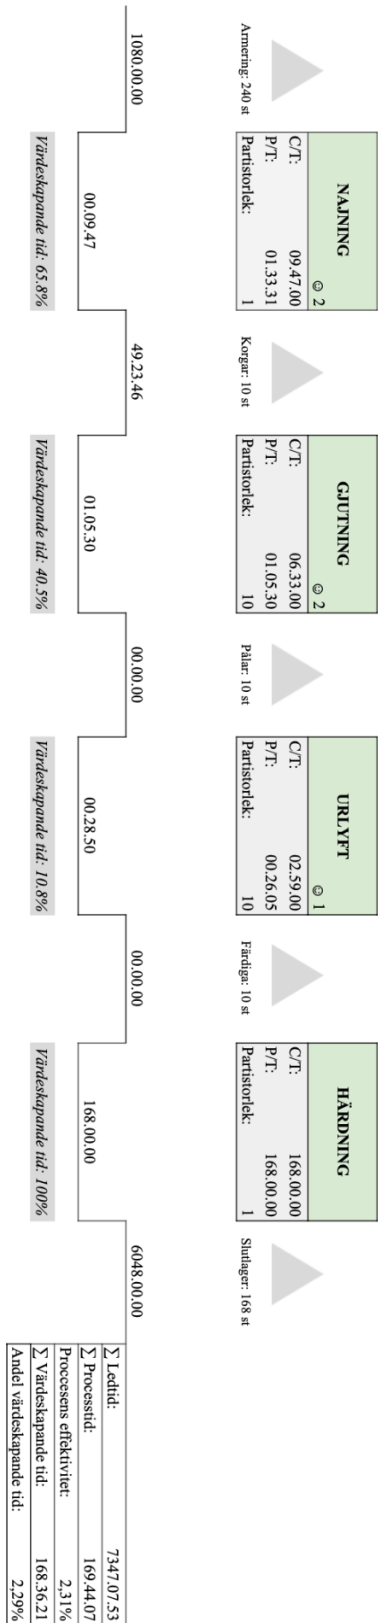 Armering: 240 st
NAJNING
☺ 2
C/T: 09.47.00
P/T: 01.33.31
Partistorlek: 1
Korgar: 10 st
GJUTNING
☺ 2
C/T: 06.33.00
P/T: 01.05.30
Partistorlek: 10
Pålar: 10 st
URLYFT
☺ 1
C/T: 02.59.00
P/T: 00.26.05
Partistorlek: 10
Färdiga: 10 st
HÄRDNING
C/T: 168.00.00
P/T: 168.00.00
Partistorlek: 1
Slutlager: 168 st
1080.00.00
00.09.47
49.23.46
01.05.30
00.00.00
00.28.50
00.00.00
168.00.00
6048.00.00
Värdeskapande tid: 65.8%
Värdeskapande tid: 40.5%
Värdeskapande tid: 10.8%
Värdeskapande tid: 100%
∑ Ledtid: 7347.07.53
∑ Processtid: 169.44.07
Proccesens effektivitet: 2,31%
∑ Värdeskapande tid: 168.36.21
Andel värdeskapande tid: 2,29%